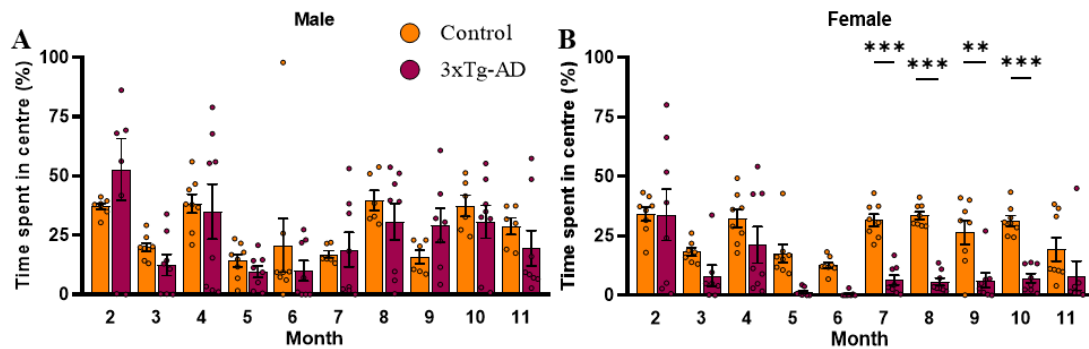 A
Male
Control
3xTg-AD
Time spent in centre (%)
100
75
50
25
0
2 3 4 5 6 7 8 9 10 11
Month
B
Female
*** *** ** ***
Time spent in centre (%)
100
75
50
25
0
2 3 4 5 6 7 8 9 10 11
Month